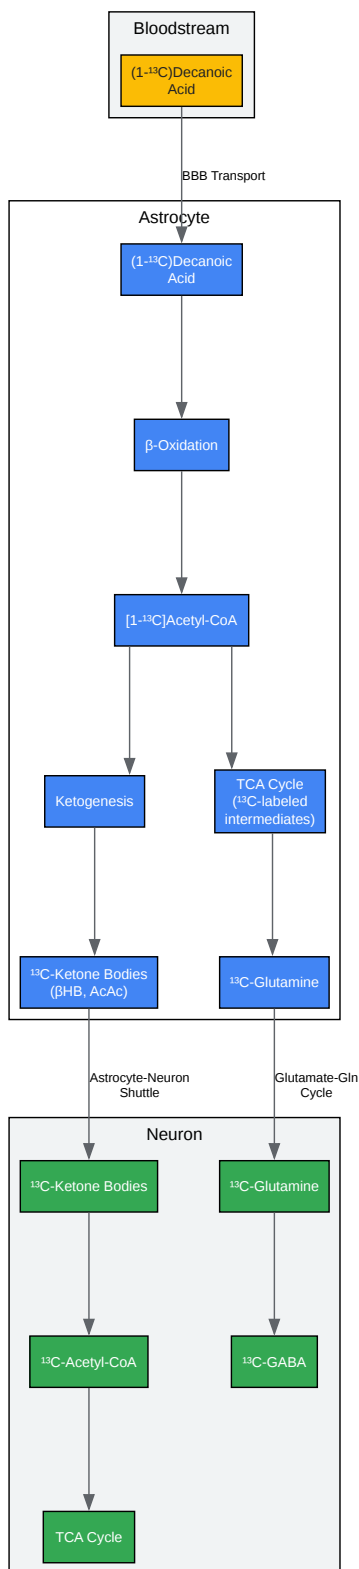 Bloodstream
(1-¹³C)Decanoic
Acid
BBB Transport
Astrocyte
(1-¹³C)Decanoic
Acid
β-Oxidation
[1-¹³C]Acetyl-CoA
Ketogenesis
TCA Cycle
(¹³C-labeled
intermediates)
¹³C-Ketone Bodies
(βHB, AcAc)
¹³C-Glutamine
Astrocyte-Neuron
Shuttle
Glutamate-Gln
Cycle
Neuron
¹³C-Ketone Bodies
¹³C-Glutamine
¹³C-Acetyl-CoA
¹³C-GABA
TCA Cycle